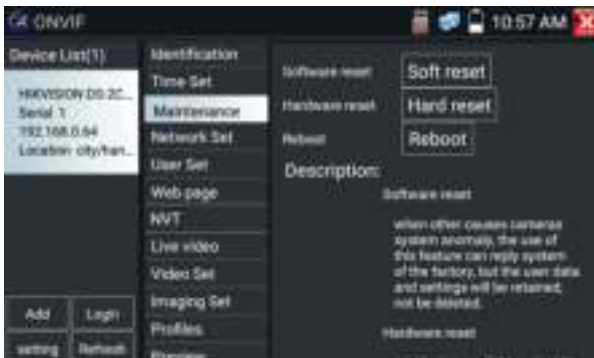 ONVIF
10:57 AM
Device List(1)
HIKVISION DS-2C...
Serial 1
192.168.0.64
Location city/han...
Add
Login
setting
Refresh
Identification
Time Set
Maintenance
Network Set
User Set
Web page
NVT
Live video
Video Set
Imaging Set
Profiles
Preview
Software reset
Soft reset
Hardware reset
Hard reset
Reboot
Reboot
Description:
Software reset
when other causes cameras
system anomaly, the use of
this feature can reply system
of the factory, but the user data
and settings will be retained,
not be deleted.
Hardware reset